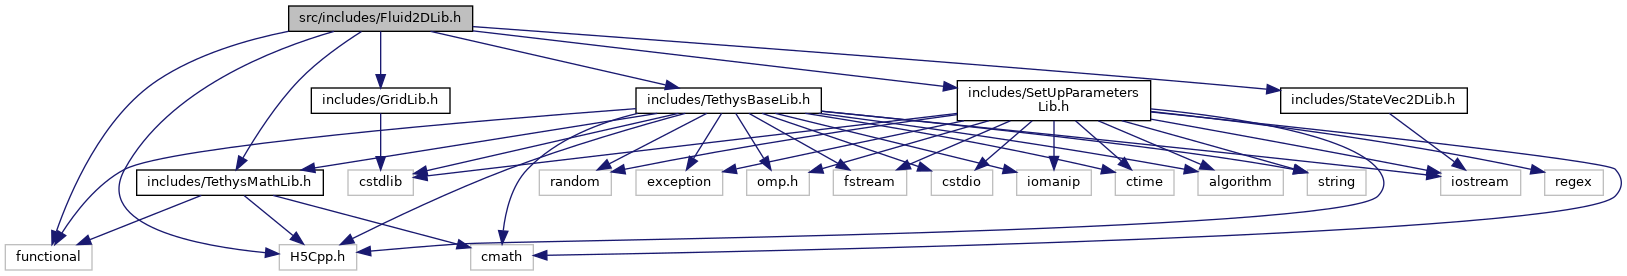 src/includes/Fluid2DLib.h
includes/GridLib.h
includes/TethysBaseLib.h
includes/SetUpParameters
Lib.h
includes/StateVec2DLib.h
includes/TethysMathLib.h
cstdlib
random
exception
omp.h
fstream
cstdio
iomanip
ctime
algorithm
string
iostream
regex
functional
H5Cpp.h
cmath